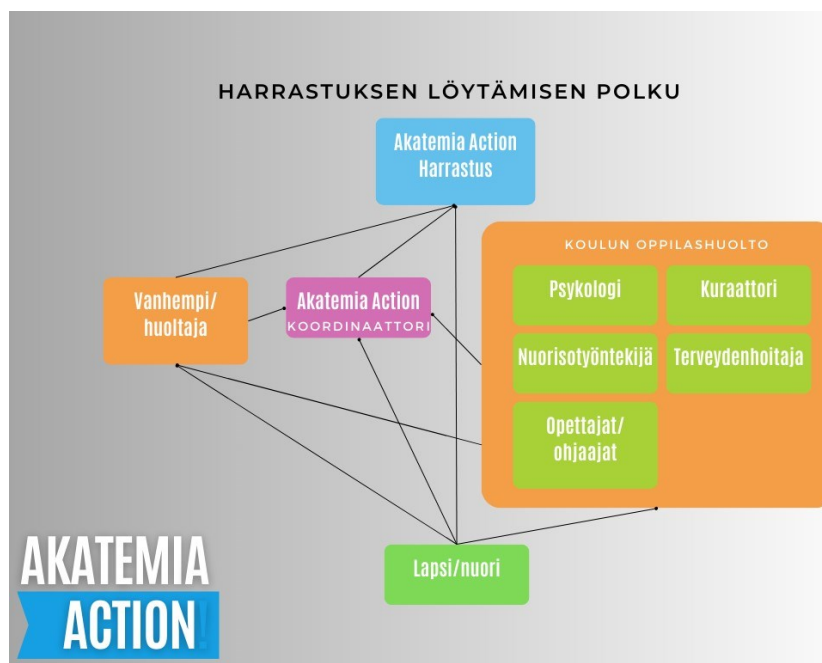 HARRASTUKSEN LÖYTÄMISEN POLKU
Akatemia Action
Harrastus
KOULUN OPPILASHUOLTO
Vanhempi/
huoltaja
Akatemia Action
KOORDINAATTORI
Psykologi
Kuraattori
Nuorisotyöntekijä
Terveydenhoitaja
Opettajat/
ohjaajat
Lapsi/nuori
AKATEMIA
ACTION!